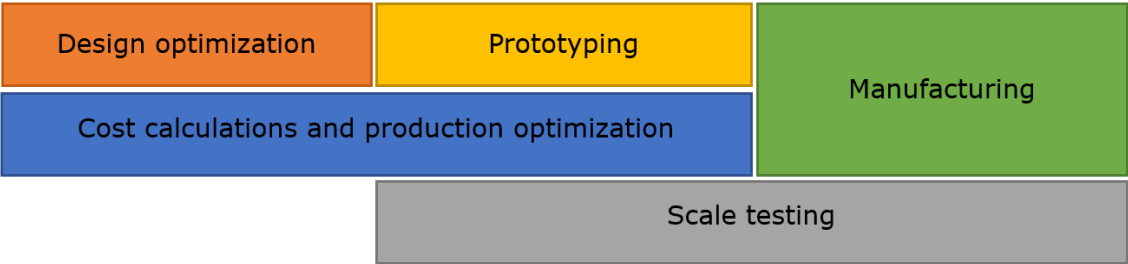 Design optimization
Prototyping
Manufacturing
Cost calculations and production optimization
Scale testing